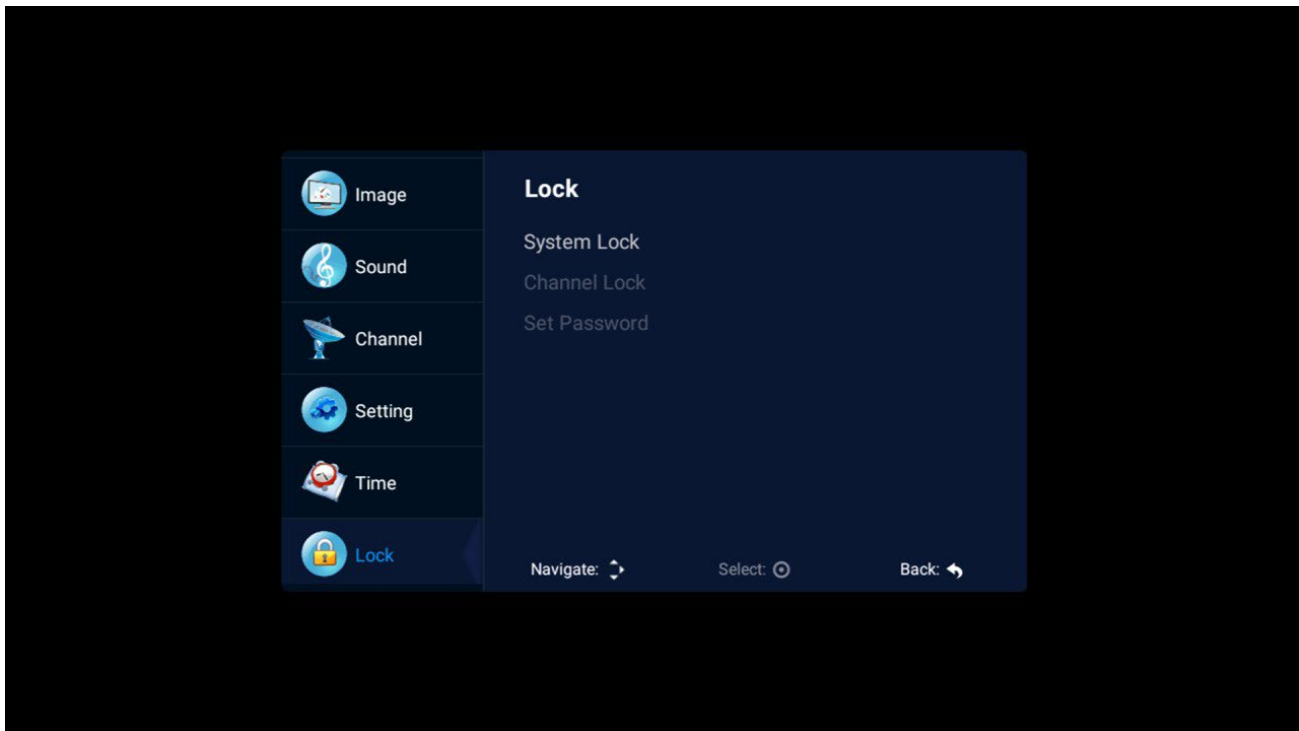 Image
Sound
Channel
Setting
Time
Lock
Lock
System Lock
Channel Lock
Set Password
Navigate: Select: Back: